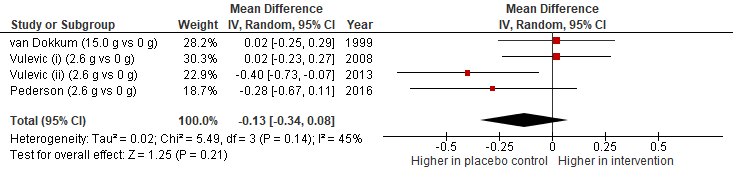 Mean Difference Mean Difference
Study or Subgroup Weight IV, Random, 95% CI Year IV, Random, 95% CI
van Dokkum (15.0 g vs 0 g) 28.2% 0.02 [-0.25, 0.29] 1999
Vulevic (i) (2.6 g vs 0 g) 30.3% 0.02 [-0.23, 0.27] 2008
Vulevic (ii) (2.6 g vs 0 g) 22.9% -0.40 [-0.73, -0.07] 2013
Pederson (2.6 g vs 0 g) 18.7% -0.28 [-0.67, 0.11] 2016
Total (95% CI) 100.0% -0.13 [-0.34, 0.08]
Heterogeneity: Tau² = 0.02; Chi² = 5.49, df = 3 (P = 0.14); I² = 45%
Test for overall effect: Z = 1.25 (P = 0.21)
-0.5 -0.25 0 0.25 0.5
Higher in placebo control Higher in intervention